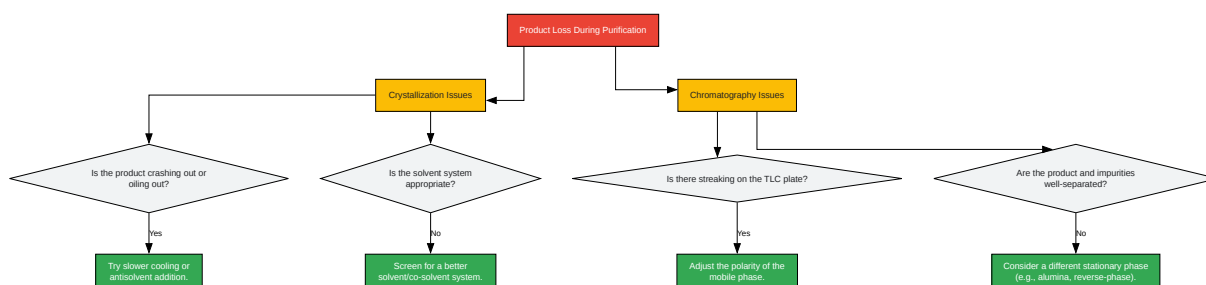 Product Loss During Purification
Crystallization Issues
Chromatography Issues
Is the product crashing out or
oiling out?
Is the solvent system
appropriate?
Is there streaking on the TLC plate?
Are the product and impurities
well-separated?
Yes
No
Yes
No
Try slower cooling or
antisolvent addition.
Screen for a better
solvent/co-solvent system.
Adjust the polarity of the
mobile phase.
Consider a different stationary phase
(e.g., alumina, reverse-phase).